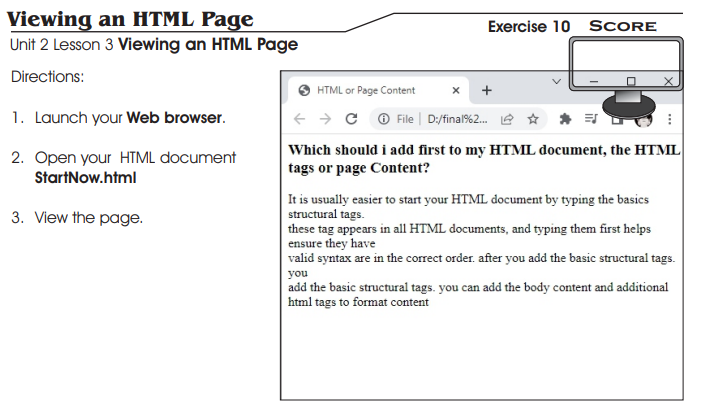 Viewing an HTML Page
Exercise 10 SCORE
Unit 2 Lesson 3 Viewing an HTML Page
Directions:
1. Launch your Web browser.
2. Open your HTML document
StartNow.html
3. View the page.
HTML or Page Content
File | D:/final%2...
Which should i add first to my HTML document, the HTML
tags or page Content?
It is usually easier to start your HTML document by typing the basics
structural tags.
these tag appears in all HTML documents, and typing them first helps
ensure they have
valid syntax are in the correct order. after you add the basic structural tags.
you
add the basic structural tags. you can add the body content and additional
html tags to format content